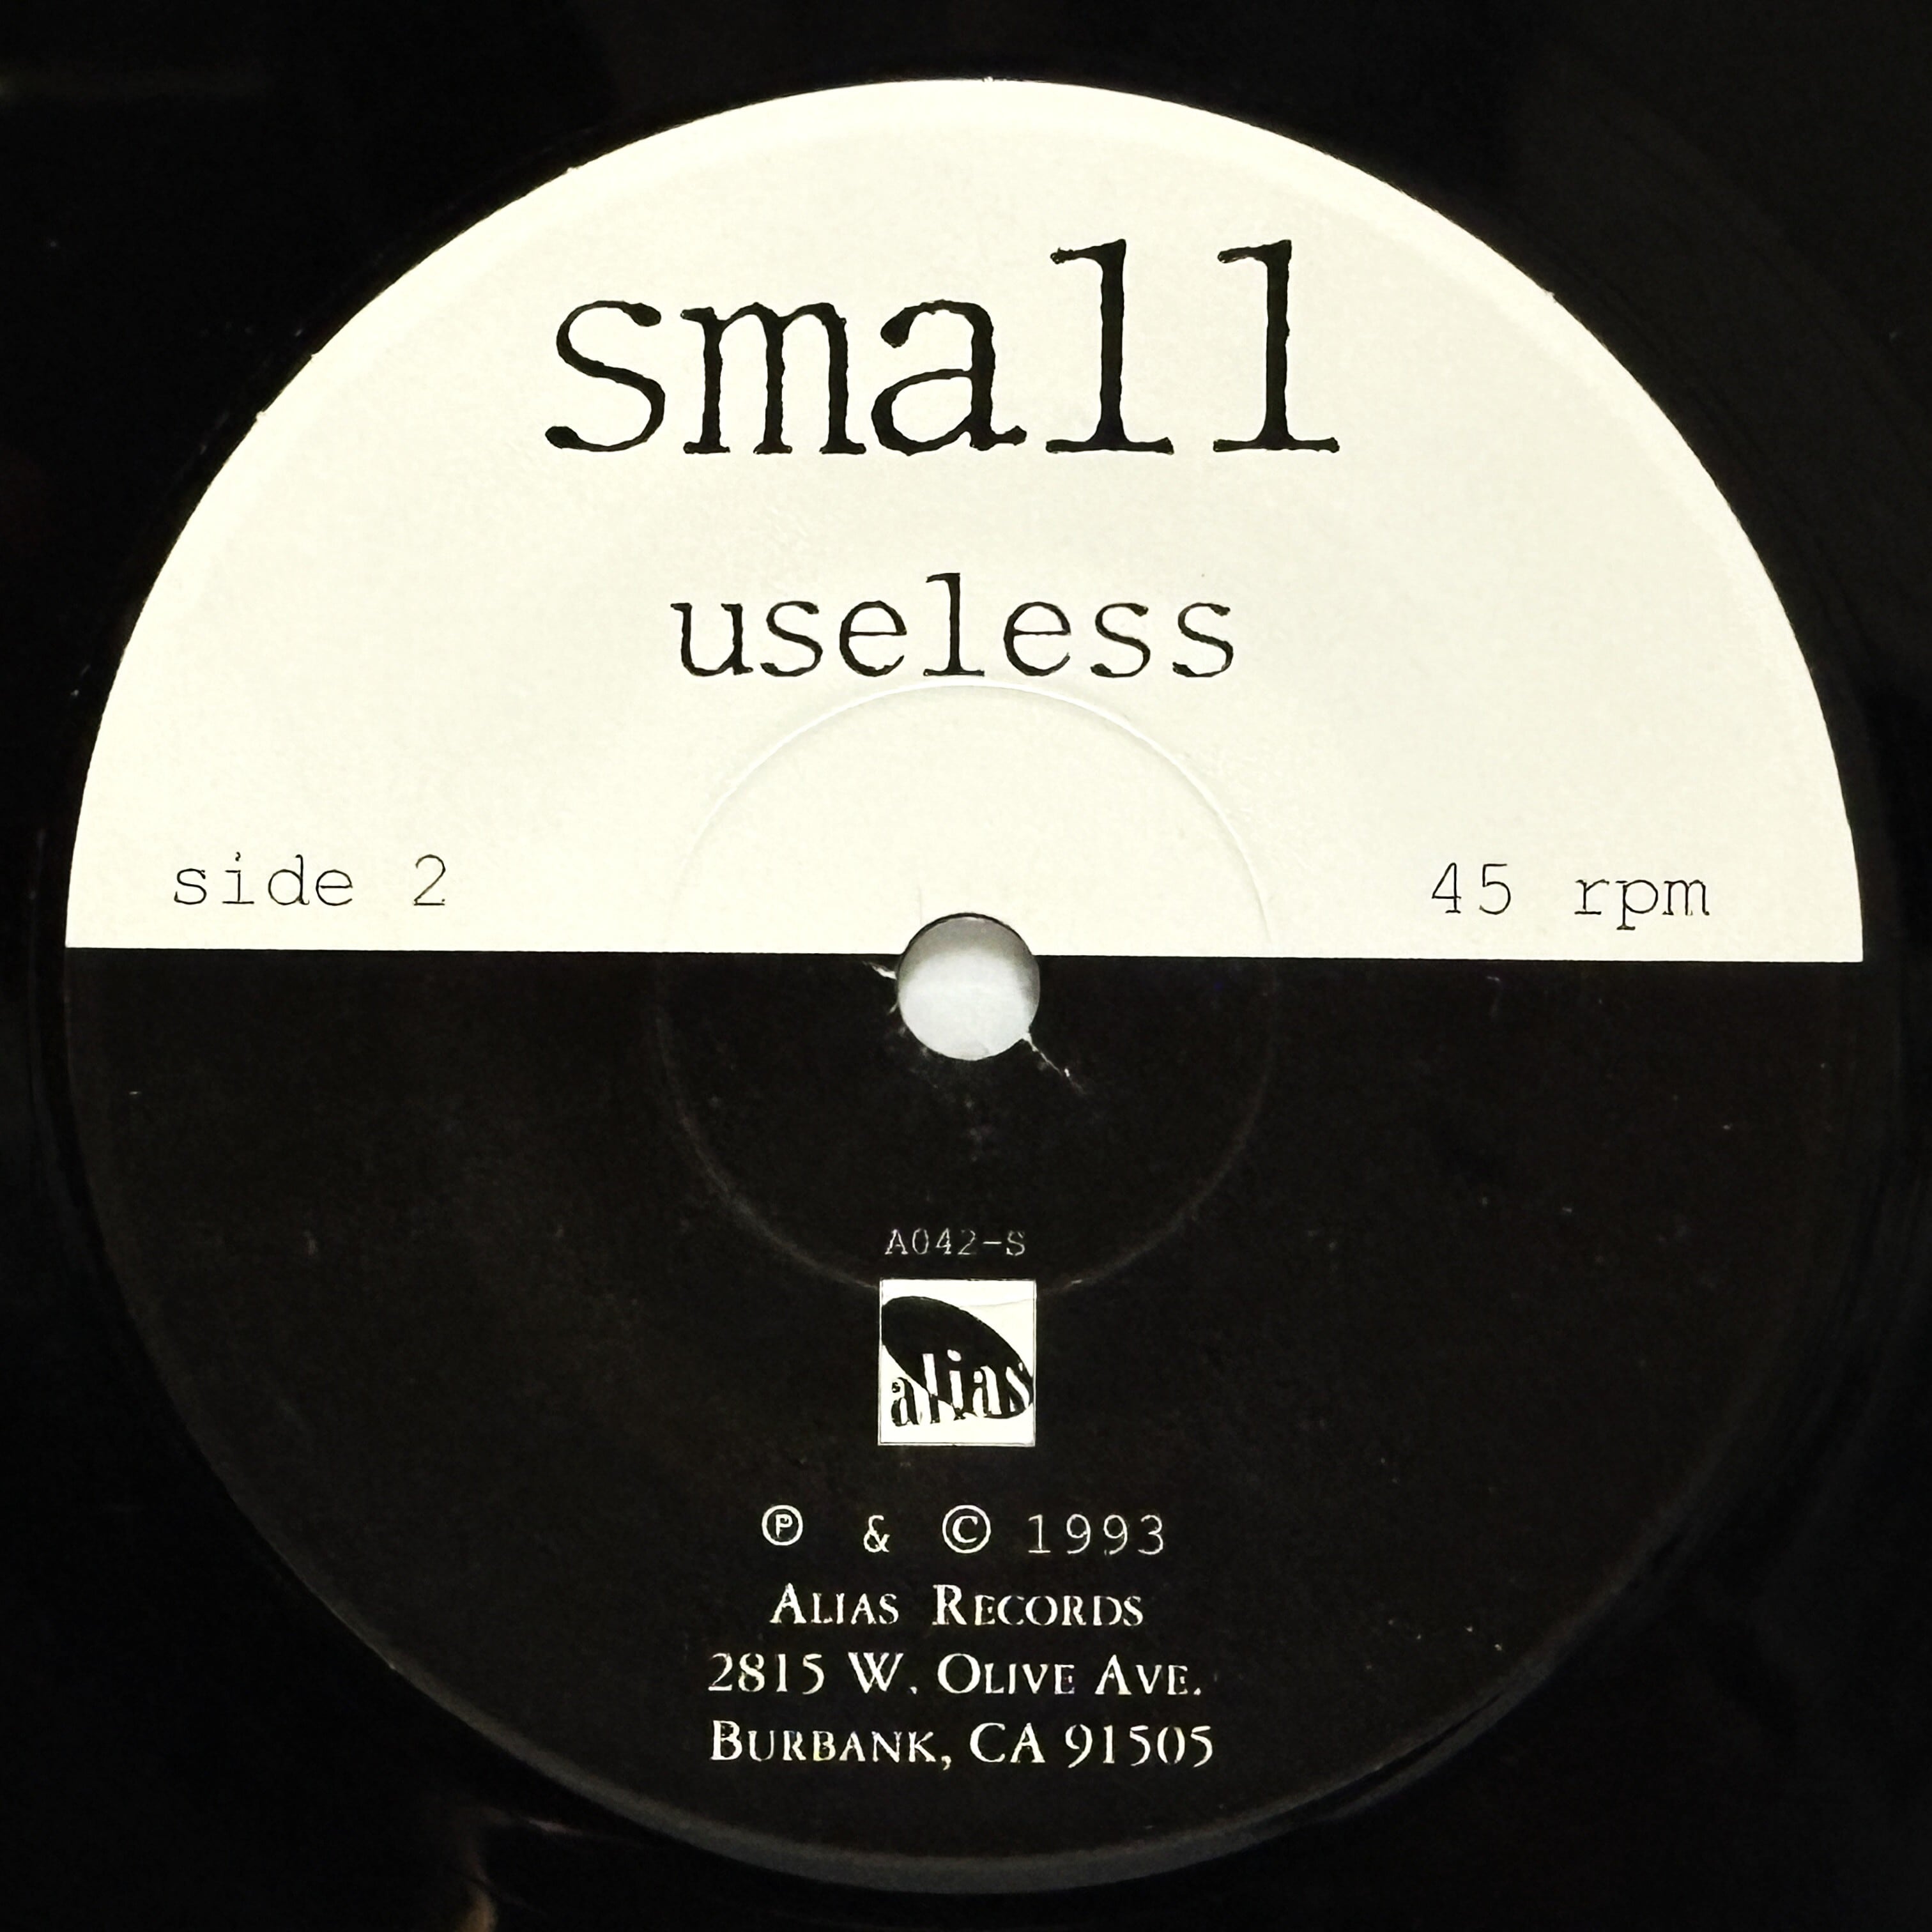 small
useless
side 2 45 rpm
A042-S
alias
℗ & © 1993
ALIAS RECORDS
2815 W. OLIVE AVE.
BURBANK, CA 91505